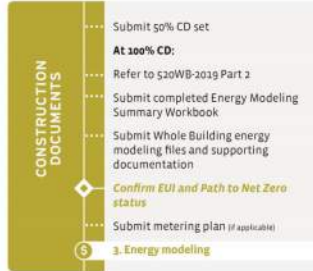 CONSTRUCTION
DOCUMENTS
Submit 50% CD set
At 100% CD:
Refer to 520WB-2019 Part 2
Submit completed Energy Modeling
Summary Workbook
Submit Whole Building energy
modeling files and supporting
documentation
Confirm EUI and Path to Net Zero
status
Submit metering plan (if applicable)
$ 3. Energy modeling